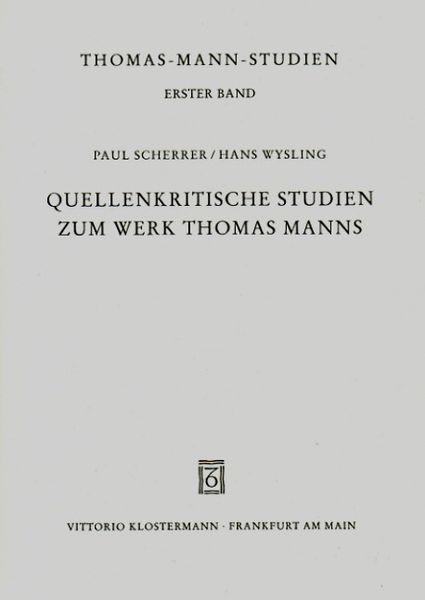 THOMAS-MANN-STUDIEN
ERSTER BAND
PAUL SCHERRER/HANS WYSLING
QUELLENKRITISCHE STUDIEN
ZUM WERK THOMAS MANNS
VITTORIO KLOSTERMANN · FRANKFURT AM MAIN